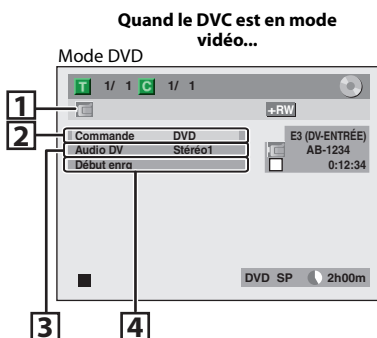 Quand le DVC est en mode
vidéo...
Mode DVD
T 1/ 1 C 1/ 1
1
+RW
2
Commande DVD
E3 (DV-ENTRÉE)
Audio DV Stéréo1
AB-1234
Début enrg
0:12:34
DVD SP 2h00m
3 4